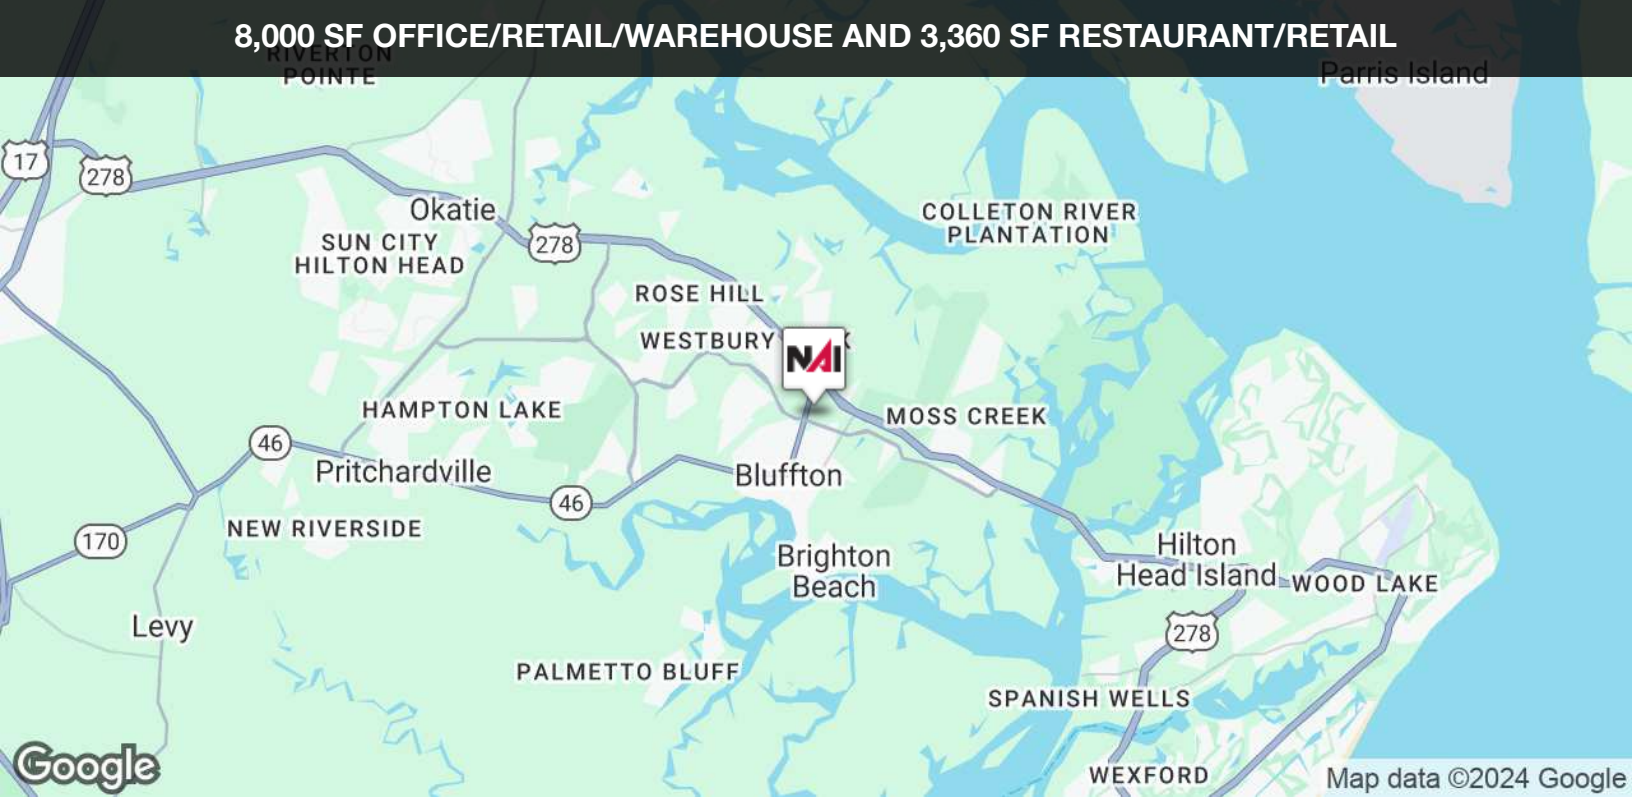 8,000 SF OFFICE/RETAIL/WAREHOUSE AND 3,360 SF RESTAURANT/RETAIL
RIVERTON
POINTE
Parris Island
17
278
Okatie
COLLETON RIVER
PLANTATION
SUN CITY
HILTON HEAD
278
ROSE HILL
WESTBURY
NAI
HAMPTON LAKE
MOSS CREEK
46
Pritchardville
Bluffton
46
NEW RIVERSIDE
170
Brighton
Beach
Hilton
Head Island
WOOD LAKE
Levy
278
PALMETTO BLUFF
SPANISH WELLS
WEXFORD
Google
Map data ©2024 Google